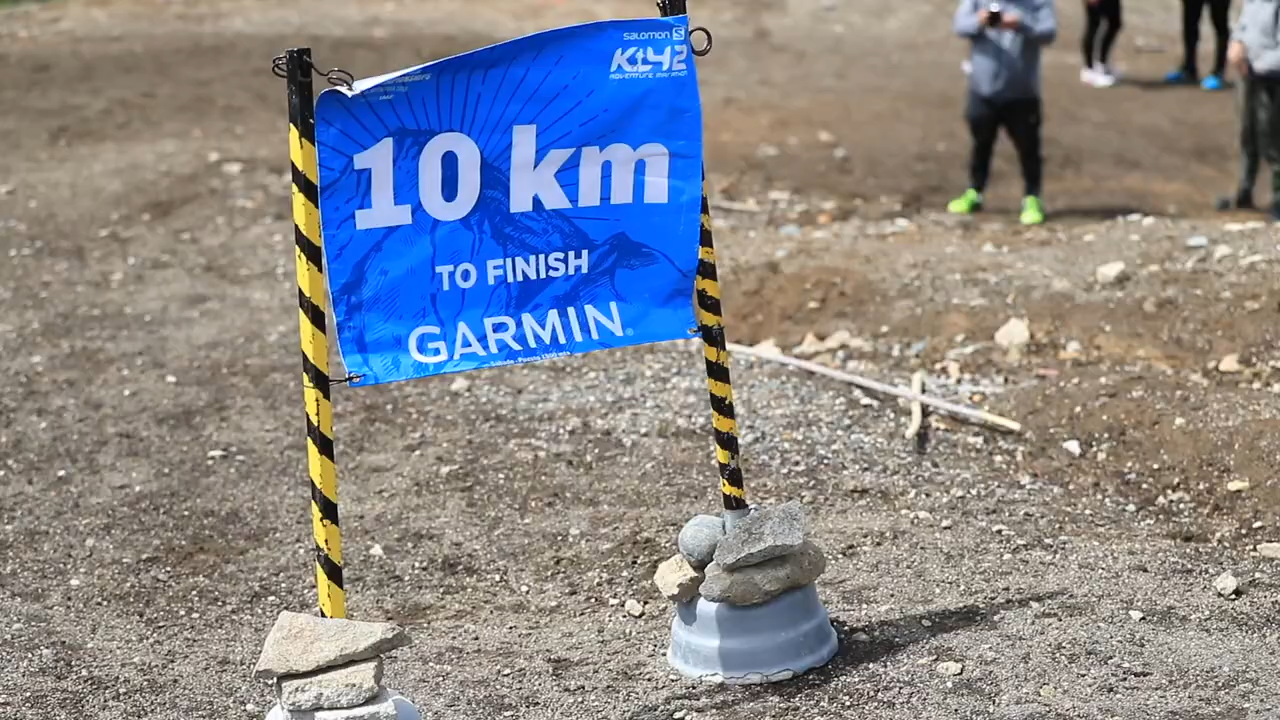 salomon S
K42
ADVENTURE MARATHON
10 km
TO FINISH
GARMIN